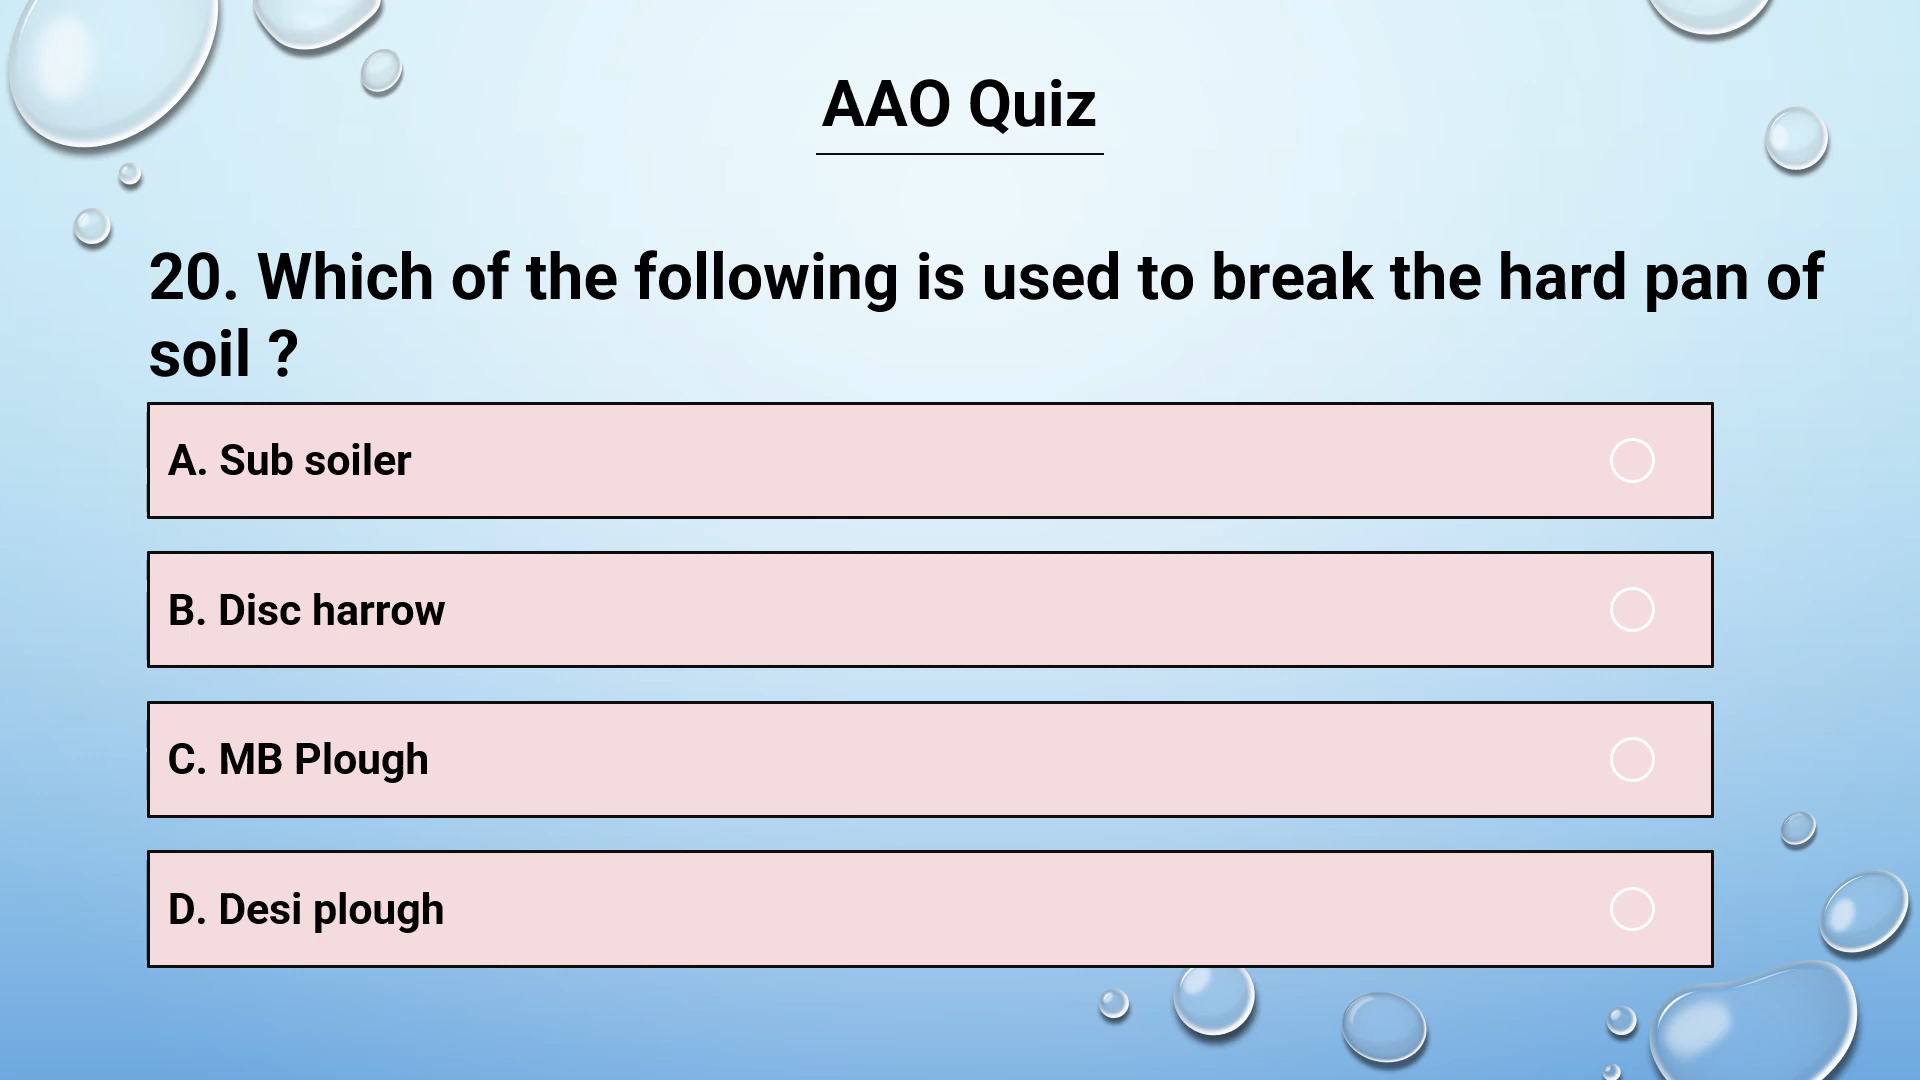 AAO Quiz
20. Which of the following is used to break the hard pan of
soil ?
A. Sub soiler
B. Disc harrow
C. MB Plough
D. Desi plough